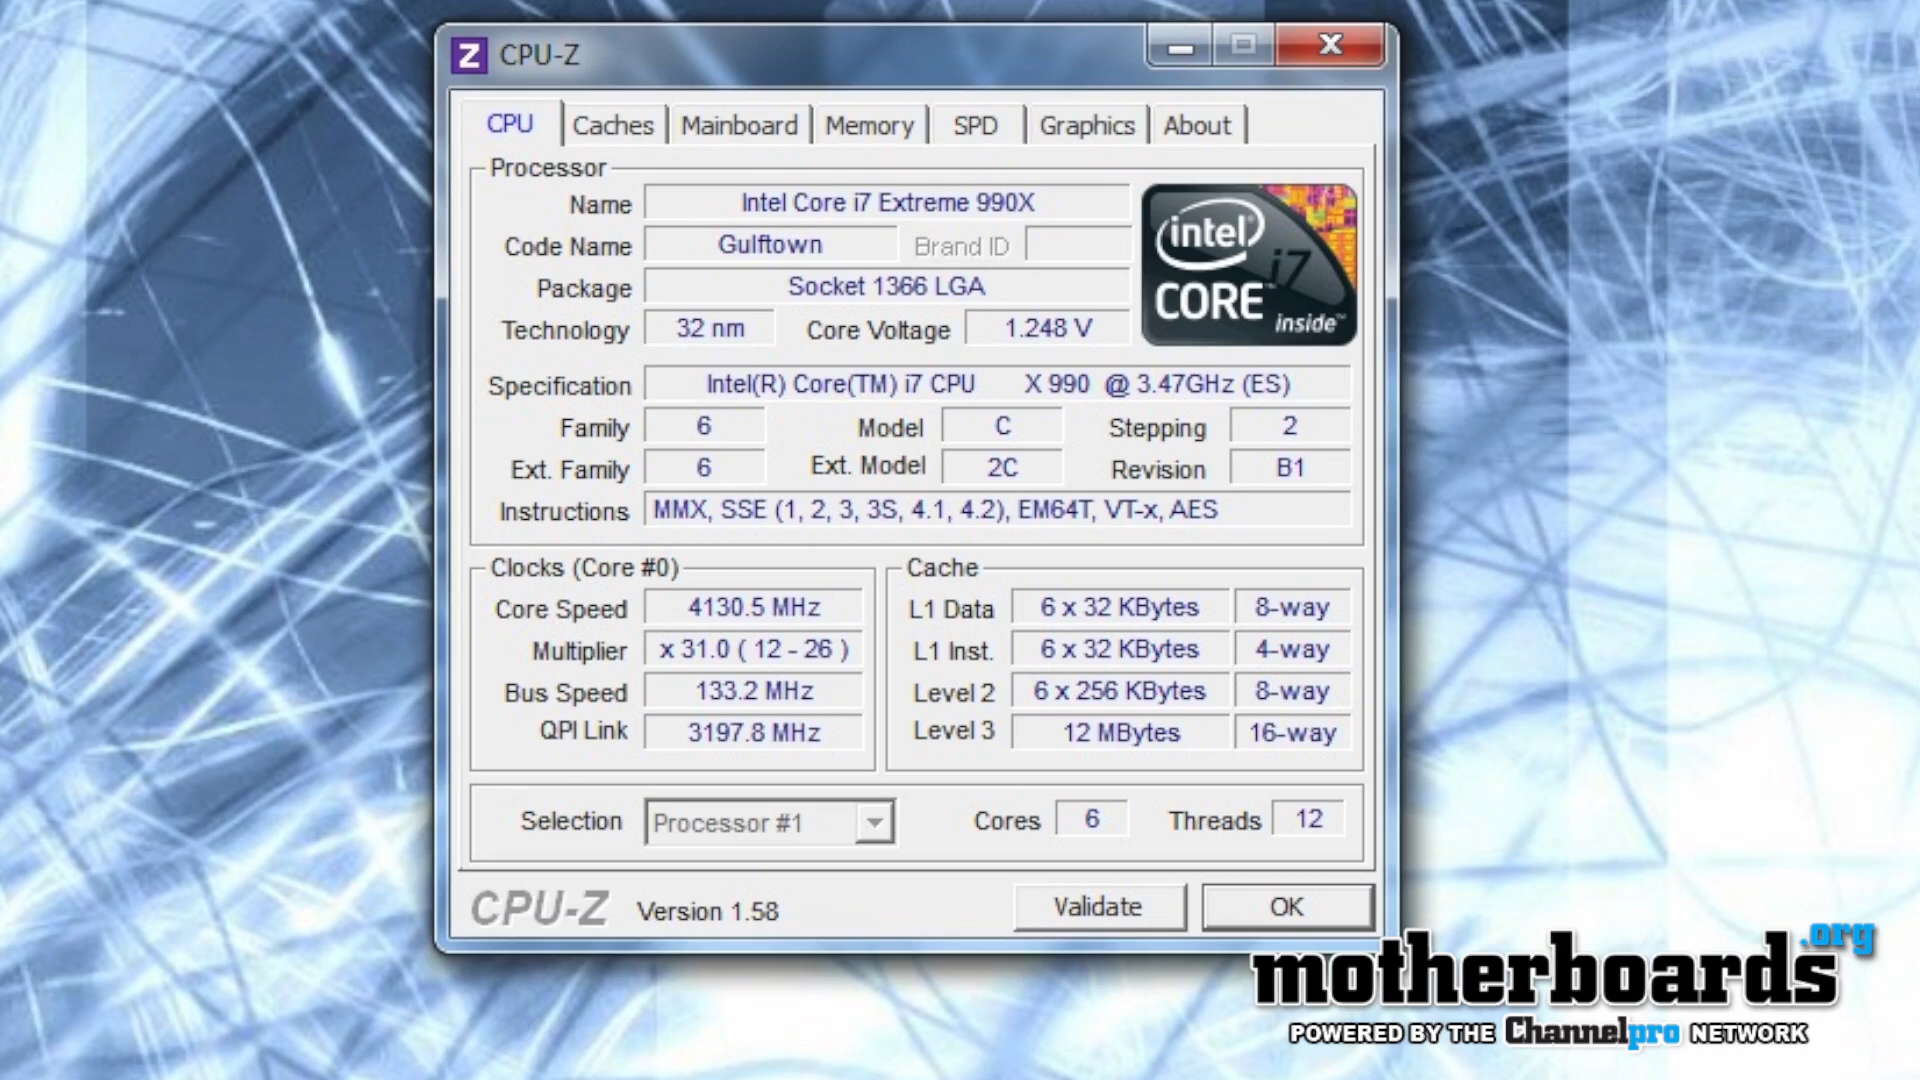 CPU-Z
CPU Caches Mainboard Memory SPD Graphics About
Processor
Name Intel Core i7 Extreme 990X
Code Name Gulftown Brand ID
Package Socket 1366 LGA
Technology 32 nm Core Voltage 1.248 V
intel® i7
CORE™ inside™
Specification Intel(R) Core(TM) i7 CPU X 990 @ 3.47GHz (ES)
Family 6 Model C Stepping 2
Ext. Family 6 Ext. Model 2C Revision B1
Instructions MMX, SSE (1, 2, 3, 3S, 4.1, 4.2), EM64T, VT-x, AES
Clocks (Core #0)
Core Speed 4130.5 MHz
Multiplier x 31.0 ( 12 - 26 )
Bus Speed 133.2 MHz
QPI Link 3197.8 MHz
Cache
L1 Data 6 x 32 KBytes 8-way
L1 Inst. 6 x 32 KBytes 4-way
Level 2 6 x 256 KBytes 8-way
Level 3 12 MBytes 16-way
Selection Processor #1 Cores 6 Threads 12
CPU-Z Version 1.58 Validate OK
motherboards.org
POWERED BY THE Channelpro NETWORK